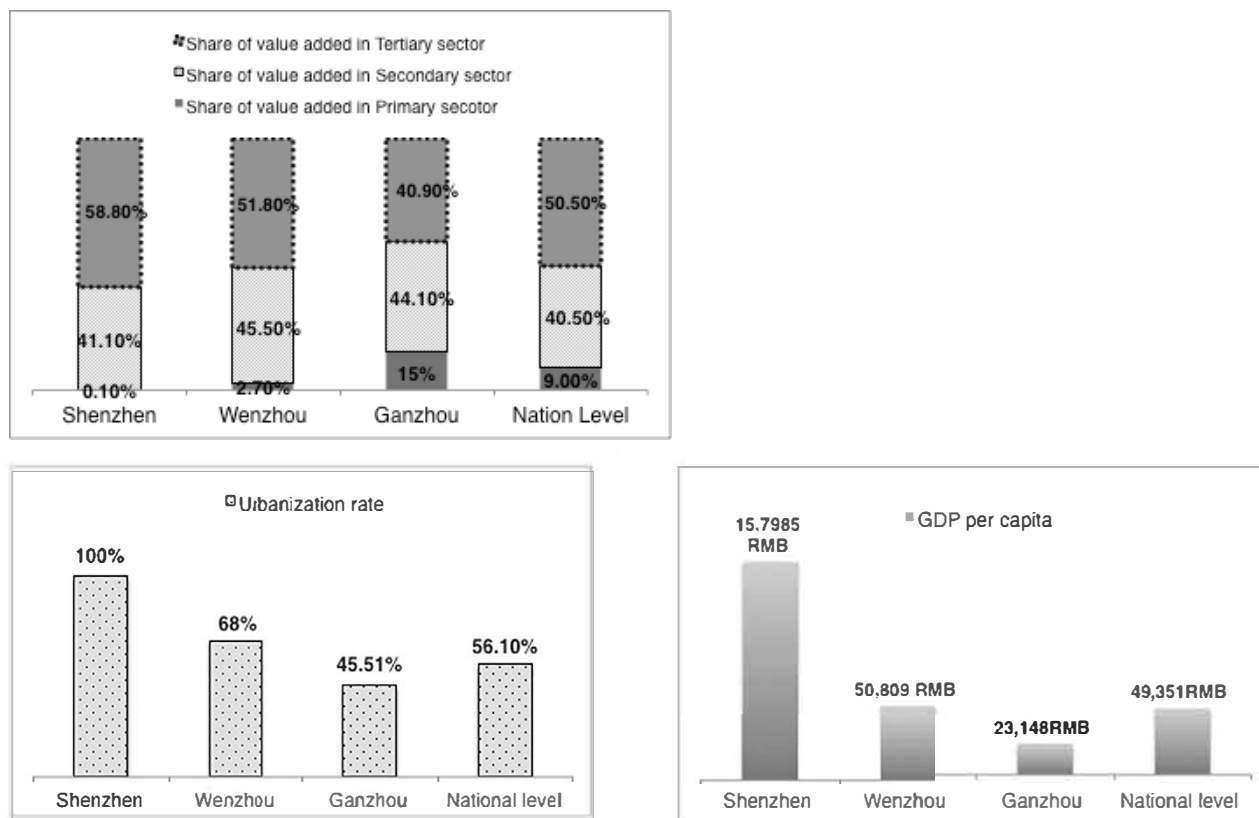 Share of value added in Tertiary sector
Share of value added in Secondary sector
Share of value added in Primary secotor
58.80%
51.80%
40.90%
50.50%
41.10%
45.50%
44.10%
40.50%
0.10%
2.70%
15%
9.00%
Shenzhen Wenzhou Ganzhou Nation Level
Urbanization rate
100%
68%
45.51%
56.10%
Shenzhen Wenzhou Ganzhou National level
GDP per capita
15.7985
RMB
50,809 RMB
23,148RMB
49,351RMB
Shenzhen Wenzhou Ganzhou National level